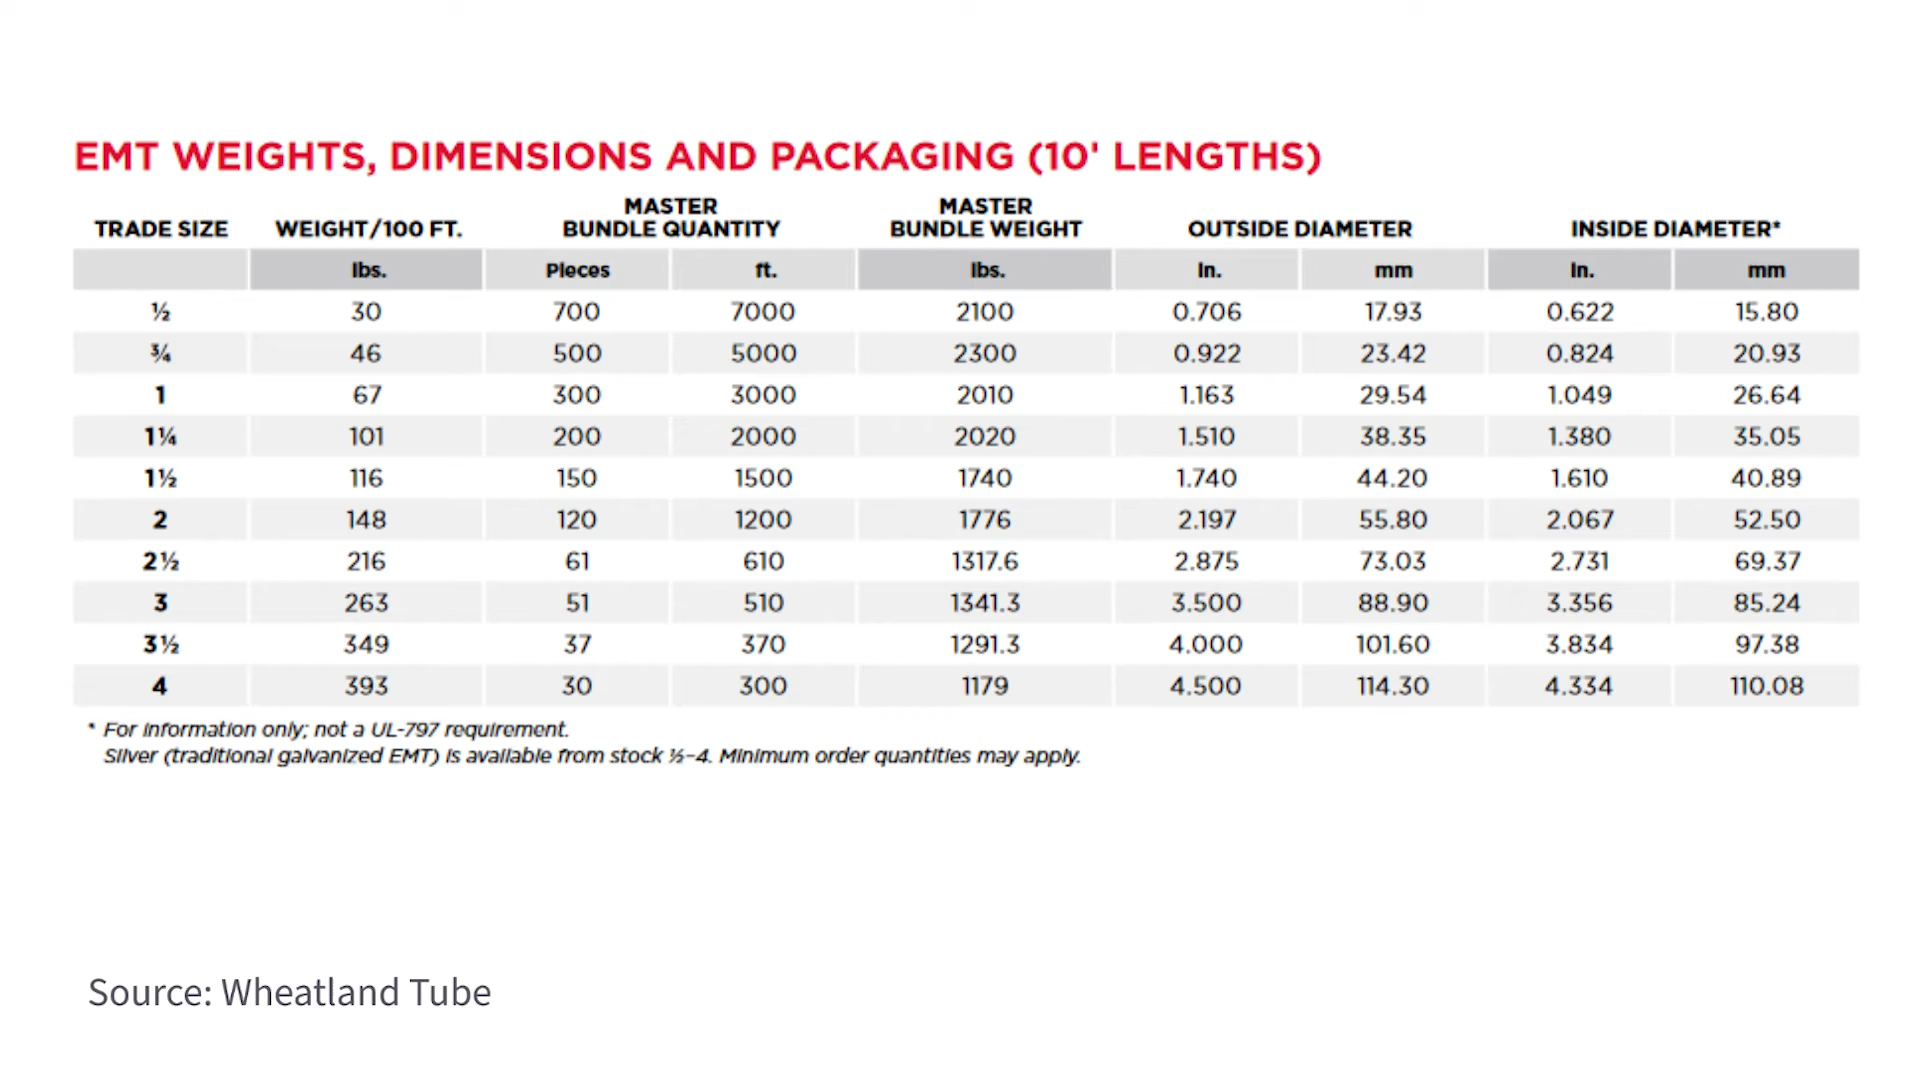 EMT WEIGHTS, DIMENSIONS AND PACKAGING (10' LENGTHS)
TRADE SIZE WEIGHT/100 FT. MASTER BUNDLE QUANTITY MASTER BUNDLE WEIGHT OUTSIDE DIAMETER INSIDE DIAMETER*
lbs. Pieces ft. lbs. In. mm In. mm
½ 30 700 7000 2100 0.706 17.93 0.622 15.80
¾ 46 500 5000 2300 0.922 23.42 0.824 20.93
1 67 300 3000 2010 1.163 29.54 1.049 26.64
1¼ 101 200 2000 2020 1.510 38.35 1.380 35.05
1½ 116 150 1500 1740 1.740 44.20 1.610 40.89
2 148 120 1200 1776 2.197 55.80 2.067 52.50
2½ 216 61 610 1317.6 2.875 73.03 2.731 69.37
3 263 51 510 1341.3 3.500 88.90 3.356 85.24
3½ 349 37 370 1291.3 4.000 101.60 3.834 97.38
4 393 30 300 1179 4.500 114.30 4.334 110.08
* For information only; not a UL-797 requirement.
Silver (traditional galvanized EMT) is available from stock ½–4. Minimum order quantities may apply.
Source: Wheatland Tube